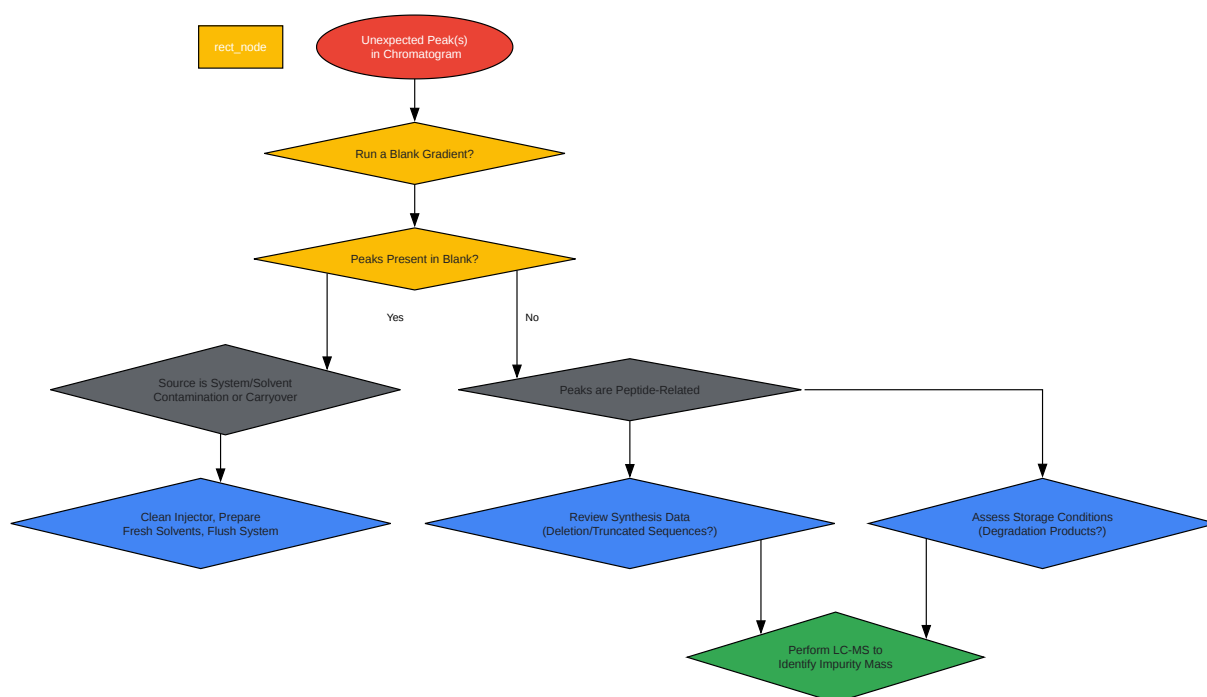 rect_node
Unexpected Peak(s)
in Chromatogram
Run a Blank Gradient?
Peaks Present in Blank?
Yes
No
Source is System/Solvent
Contamination or Carryover
Peaks are Peptide-Related
Clean Injector, Prepare
Fresh Solvents, Flush System
Review Synthesis Data
(Deletion/Truncated Sequences?)
Assess Storage Conditions
(Degradation Products?)
Perform LC-MS to
Identify Impurity Mass